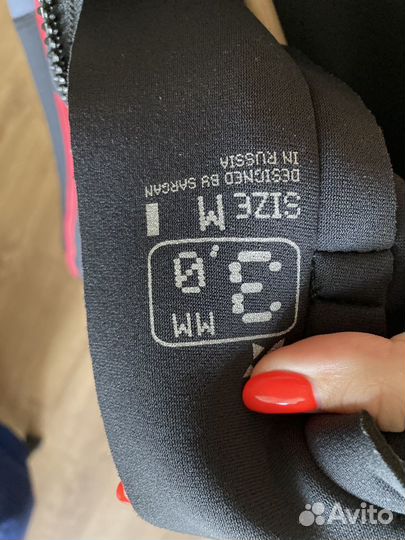 3,0
MM
SIZE M
DESIGNED BY SARGAN
IN RUSSIA
Avito